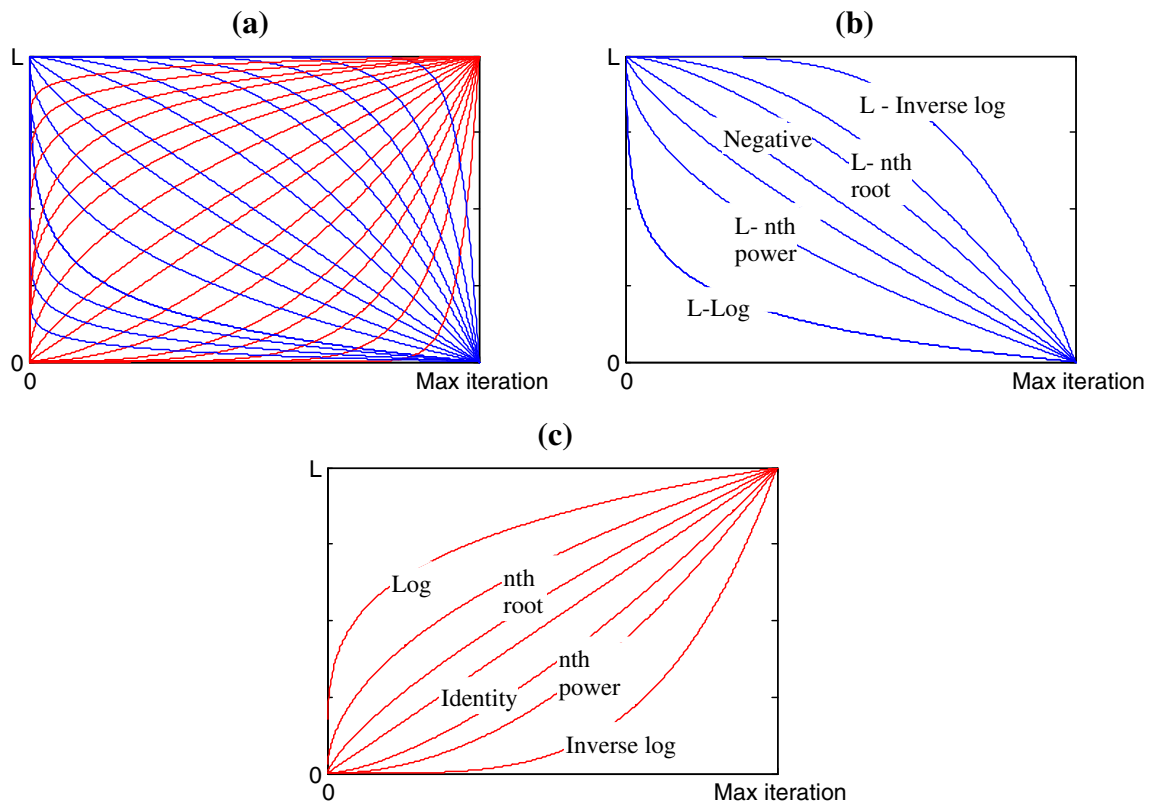 (a)
L
0
0
Max iteration
(b)
L
L - Inverse log
Negative
L- nth
root
L- nth
power
L-Log
0
0
Max iteration
(c)
L
Log
nth
root
nth
power
Identity
Inverse log
0
0
Max iteration